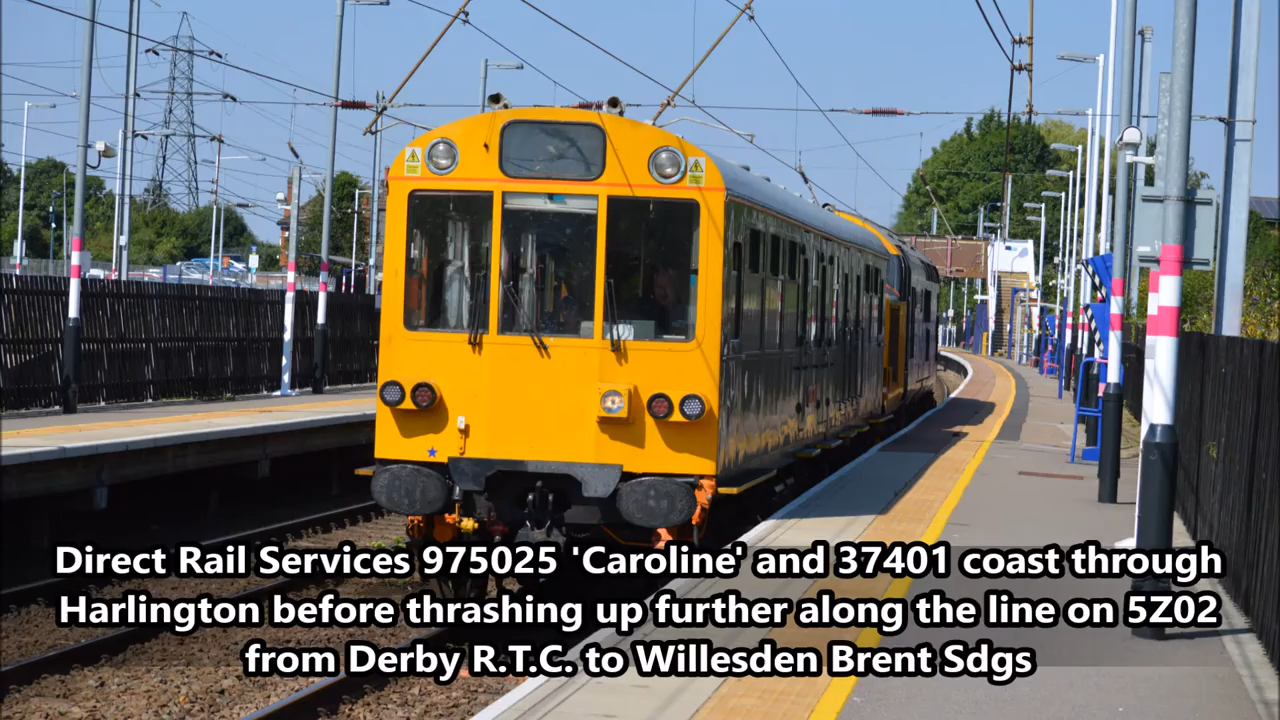 Direct Rail Services 975025 'Caroline' and 37401 coast through
Harlington before thrashing up further along the line on 5Z02
from Derby R.T.C. to Willesden Brent Sdgs